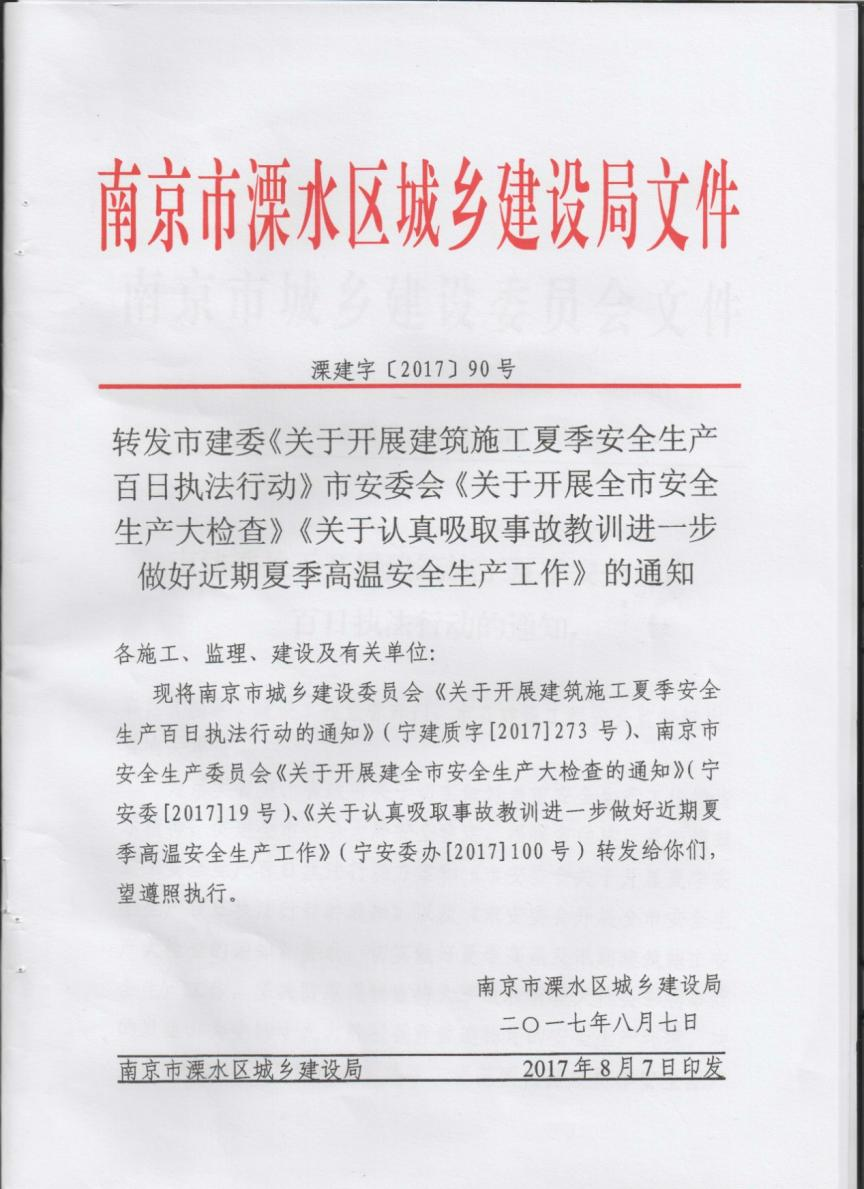 南京市溧水区城乡建设局文件
溧建字〔2017〕90号
转发市建委《关于开展建筑施工夏季安全生产
百日执法行动》市安委会《关于开展全市安全
生产大检查》《关于认真吸取事故教训进一步
做好近期夏季高温安全生产工作》的通知
各施工、监理、建设及有关单位：
现将南京市城乡建设委员会《关于开展建筑施工夏季安全
生产百日执法行动的通知》（宁建质字[2017]273号）、南京市
安全生产委员会《关于开展建全市安全生产大检查的通知》（宁
安委[2017]19号）、《关于认真吸取事故教训进一步做好近期夏
季高温安全生产工作》（宁安委办[2017]100号）转发给你们，
望遵照执行。
南京市溧水区城乡建设局
二〇一七年八月七日
南京市溧水区城乡建设局 2017年8月7日印发